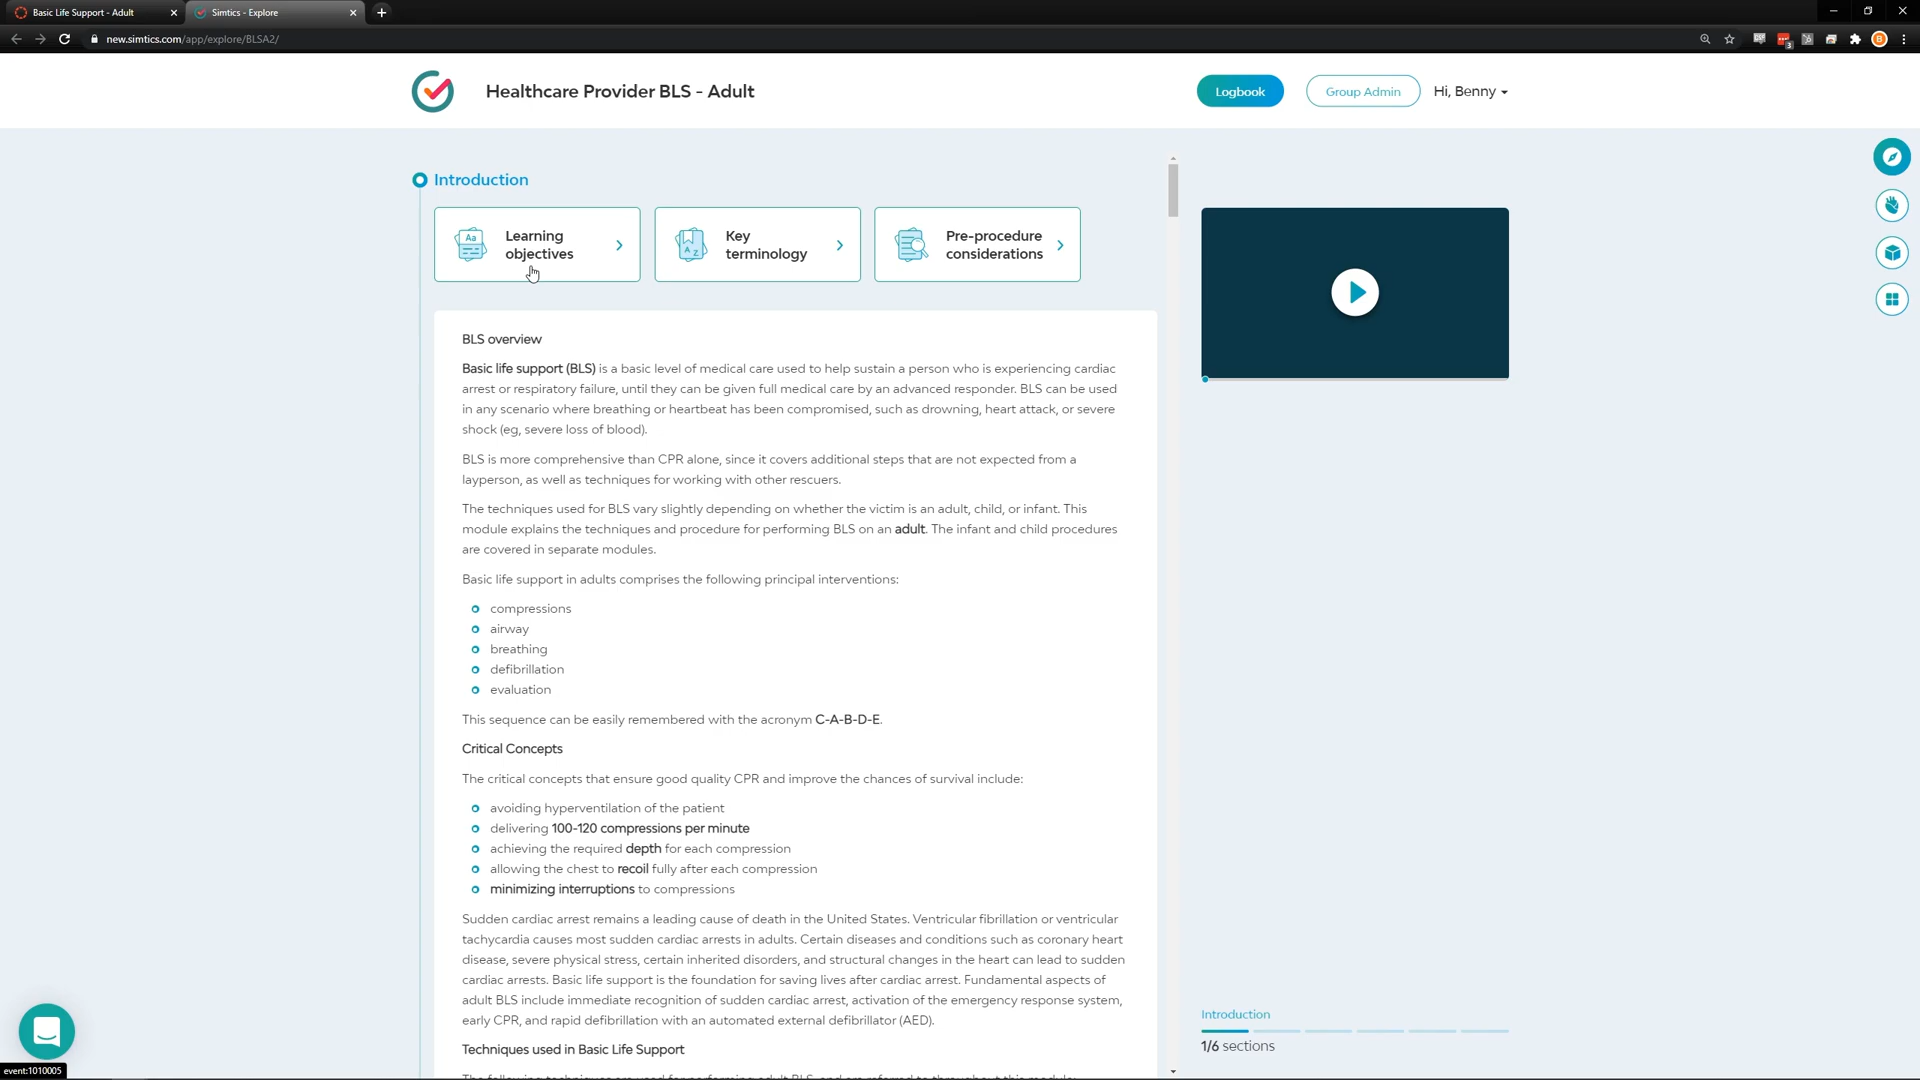 Basic Life Support - Adult
Simtics - Explore
new.simtics.com/app/explore/BLSA2/
Healthcare Provider BLS - Adult
Logbook
Group Admin
Hi, Benny
Introduction
Learning
objectives
Key
terminology
Pre-procedure
considerations
BLS overview
Basic life support (BLS) is a basic level of medical care used to help sustain a person who is experiencing cardiac
arrest or respiratory failure, until they can be given full medical care by an advanced responder. BLS can be used
in any scenario where breathing or heartbeat has been compromised, such as drowning, heart attack, or severe
shock (eg, severe loss of blood).
BLS is more comprehensive than CPR alone, since it covers additional steps that are not expected from a
layperson, as well as techniques for working with other rescuers.
The techniques used for BLS vary slightly depending on whether the victim is an adult, child, or infant. This
module explains the techniques and procedure for performing BLS on an adult. The infant and child procedures
are covered in separate modules.
Basic life support in adults comprises the following principal interventions:
compressions
airway
breathing
defibrillation
evaluation
This sequence can be easily remembered with the acronym C-A-B-D-E.
Critical Concepts
The critical concepts that ensure good quality CPR and improve the chances of survival include:
avoiding hyperventilation of the patient
delivering 100-120 compressions per minute
achieving the required depth for each compression
allowing the chest to recoil fully after each compression
minimizing interruptions to compressions
Sudden cardiac arrest remains a leading cause of death in the United States. Ventricular fibrillation or ventricular
tachycardia causes most sudden cardiac arrests in adults. Certain diseases and conditions such as coronary heart
disease, severe physical stress, certain inherited disorders, and structural changes in the heart can lead to sudden
cardiac arrests. Basic life support is the foundation for saving lives after cardiac arrest. Fundamental aspects of
adult BLS include immediate recognition of sudden cardiac arrest, activation of the emergency response system,
early CPR, and rapid defibrillation with an automated external defibrillator (AED).
Techniques used in Basic Life Support
Introduction
1/6 sections
event:1010005